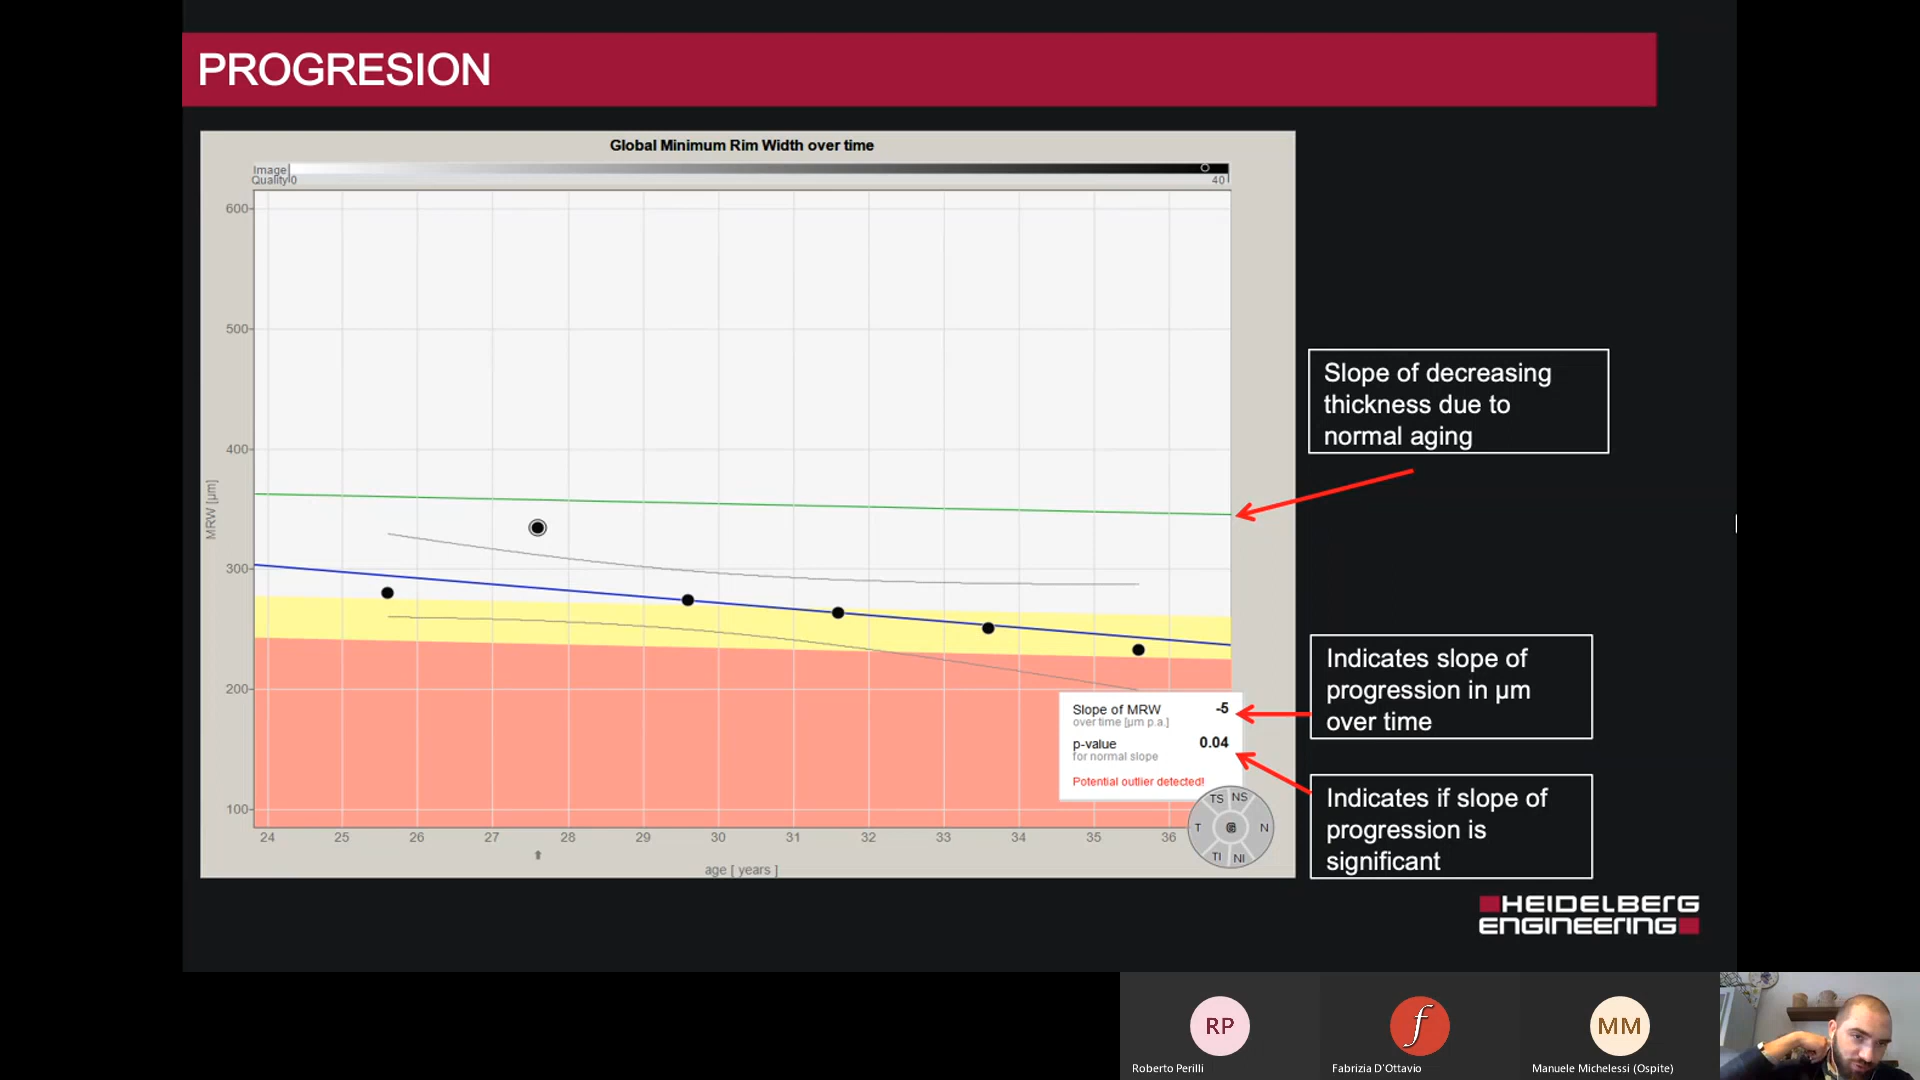 PROGRESION
Global Minimum Rim Width over time
Image
Quality 0
40
600
500
400
300
200
100
MRW [µm]
24 25 26 27 28 29 30 31 32 33 34 35 36
age [ years ]
Slope of MRW -5
over time [µm p.a.]
p-value 0.04
for normal slope
Potential outlier detected!
TS NS
T G N
TI NI
Slope of decreasing
thickness due to
normal aging
Indicates slope of
progression in µm
over time
Indicates if slope of
progression is
significant
HEIDELBERG
ENGINEERING
RP
Roberto Perilli
f
Fabrizia D'Ottavio
MM
Manuele Michelessi (Ospite)